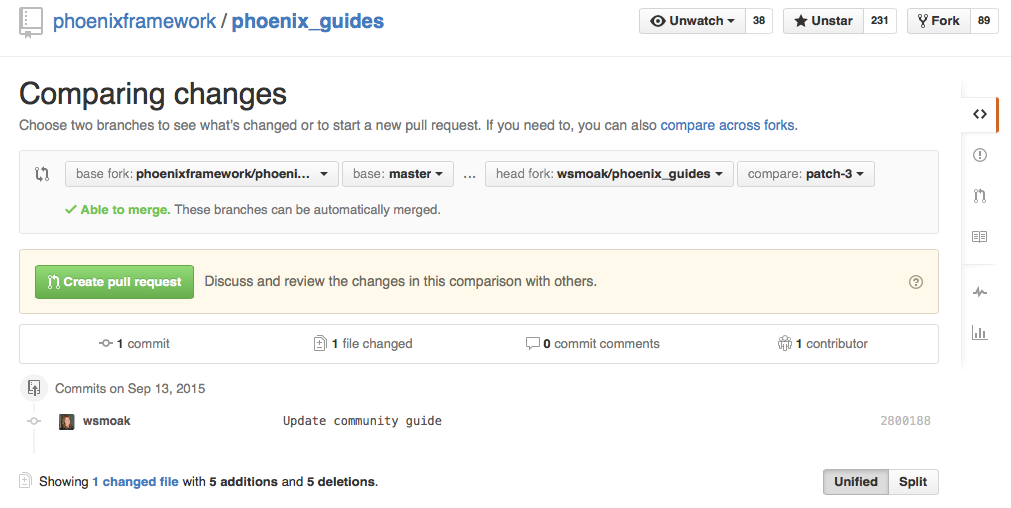 phoenixframework / phoenix_guides Unwatch 38 Unstar 231 Fork 89
Comparing changes
Choose two branches to see what's changed or to start a new pull request. If you need to, you can also compare across forks.
base fork: phoenixframework/phoeni... base: master ... head fork: wsmoak/phoenix_guides compare: patch-3
Able to merge. These branches can be automatically merged.
Create pull request Discuss and review the changes in this comparison with others.
1 commit 1 file changed 0 commit comments 1 contributor
Commits on Sep 13, 2015
wsmoak Update community guide 2800188
Showing 1 changed file with 5 additions and 5 deletions. Unified Split